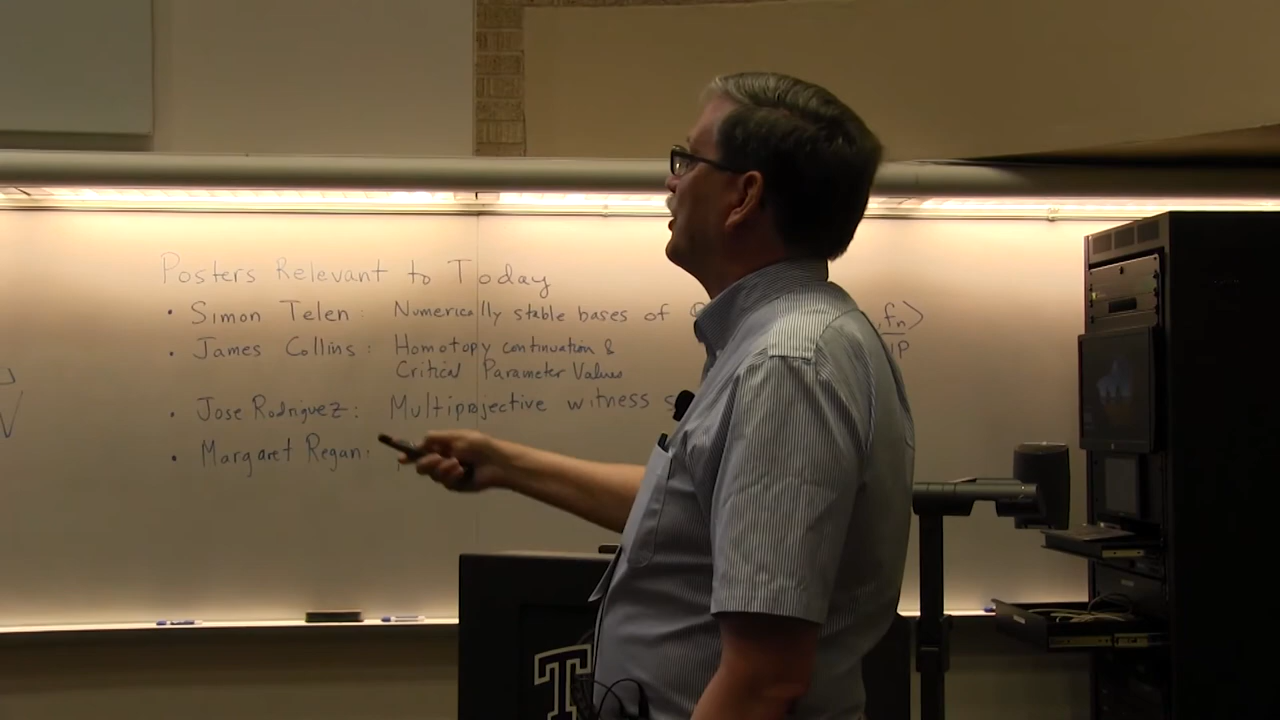 Posters Relevant to Today
• Simon Telen: Numerically stable bases of , fₙ>
• James Collins: Homotopy continuation &
Critical Parameter Values
• Jose Rodriguez: Multiprojective witness s
• Margaret Regan:
T